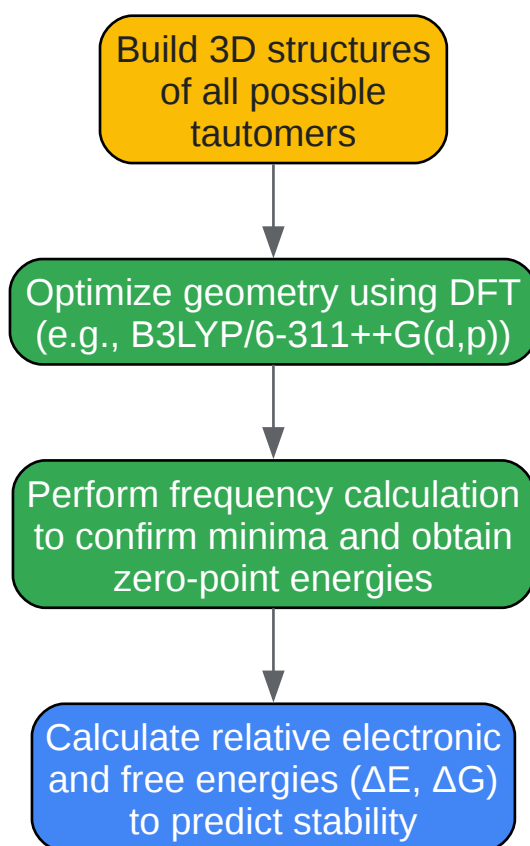 Build 3D structures
of all possible
tautomers
Optimize geometry using DFT
(e.g., B3LYP/6-311++G(d,p))
Perform frequency calculation
to confirm minima and obtain
zero-point energies
Calculate relative electronic
and free energies (ΔE, ΔG)
to predict stability